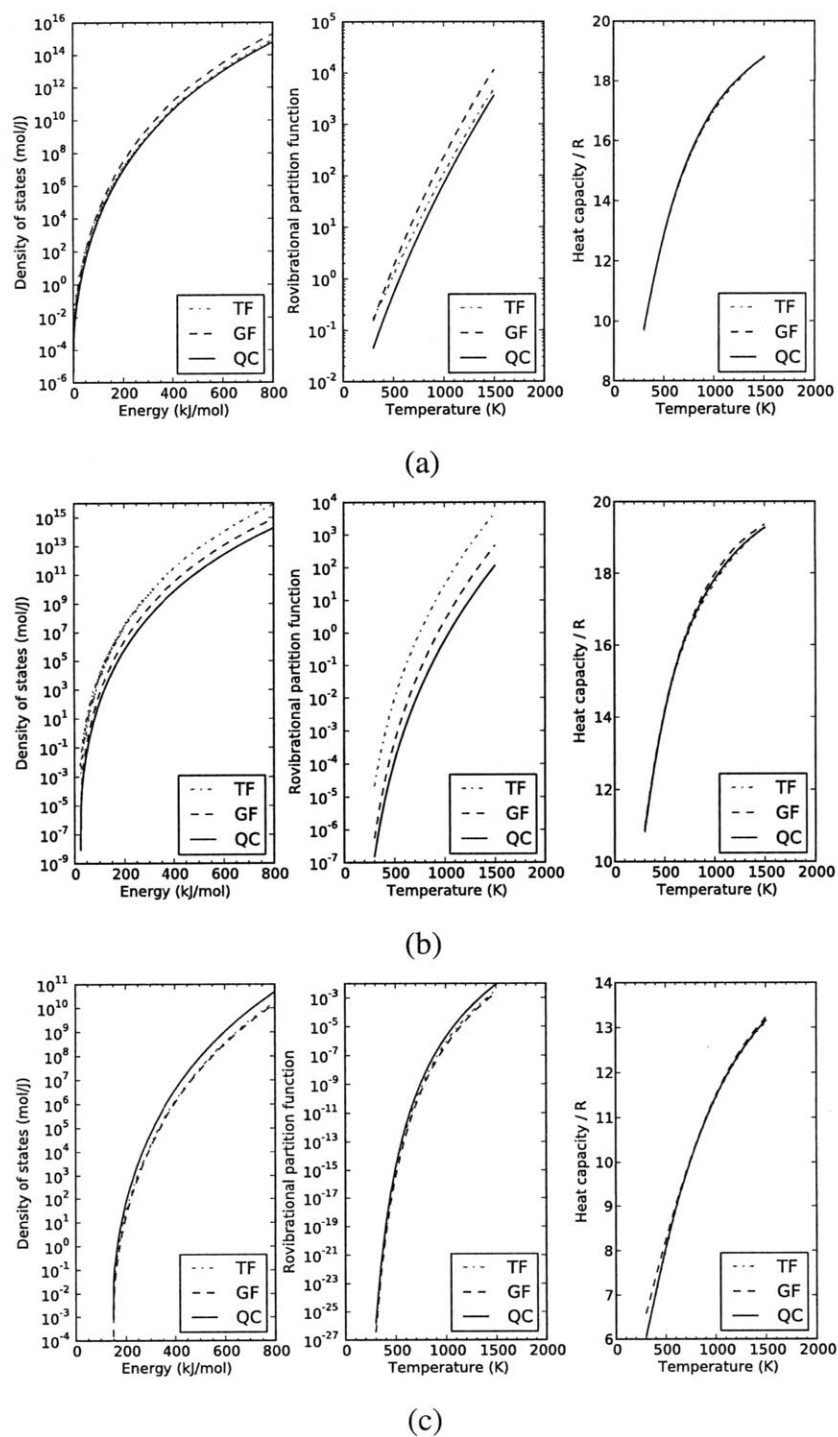 Density of states (mol/J)
10^16
10^14
10^12
10^10
10^8
10^6
10^4
10^2
10^0
10^-2
10^-4
10^-6
0 200 400 600 800
Energy (kJ/mol)
TF
GF
QC
Rovibrational partition function
10^5
10^4
10^3
10^2
10^1
10^0
10^-1
10^-2
0 500 1000 1500 2000
Temperature (K)
TF
GF
QC
Heat capacity / R
20
18
16
14
12
10
8
0 500 1000 1500 2000
Temperature (K)
TF
GF
QC
(a)
Density of states (mol/J)
10^15
10^13
10^11
10^9
10^7
10^5
10^3
10^1
10^-1
10^-3
10^-5
10^-7
10^-9
0 200 400 600 800
Energy (kJ/mol)
TF
GF
QC
Rovibrational partition function
10^4
10^3
10^2
10^1
10^0
10^-1
10^-2
10^-3
10^-4
10^-5
10^-6
10^-7
0 500 1000 1500 2000
Temperature (K)
TF
GF
QC
Heat capacity / R
20
18
16
14
12
10
0 500 1000 1500 2000
Temperature (K)
TF
GF
QC
(b)
Density of states (mol/J)
10^11
10^10
10^9
10^8
10^7
10^6
10^5
10^4
10^3
10^2
10^1
10^0
10^-1
10^-2
10^-3
10^-4
200 400 600 800
Energy (kJ/mol)
TF
GF
QC
Rovibrational partition function
10^-3
10^-5
10^-7
10^-9
10^-11
10^-13
10^-15
10^-17
10^-19
10^-21
10^-23
10^-25
10^-27
0 500 1000 1500 2000
Temperature (K)
TF
GF
QC
Heat capacity / R
14
13
12
11
10
9
8
7
6
0 500 1000 1500 2000
Temperature (K)
TF
GF
QC
(c)